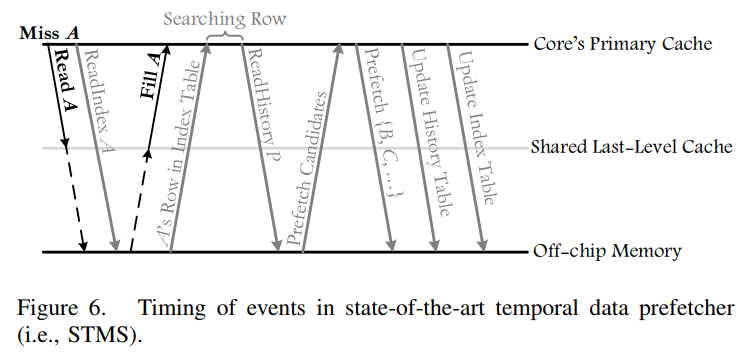 Searching Row
Miss A
Core's Primary Cache
Read A
ReadIndex A
Fill A
A's Row in Index Table
ReadHistory P
Prefetch Candidates
Prefetch {B, C, ...}
Update History Table
Update Index Table
Shared Last-Level Cache
Off-chip Memory
Figure 6. Timing of events in state-of-the-art temporal data prefetcher
(i.e., STMS).